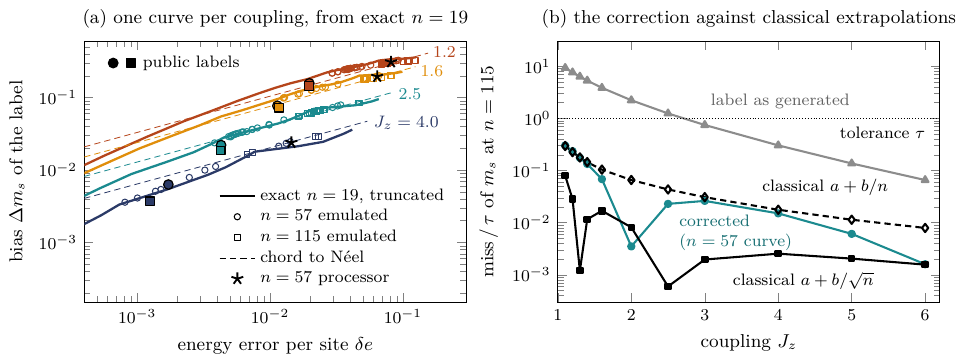 (a) one curve per coupling, from exact n = 19
public labels
1.2
1.6
2.5
J_z = 4.0
exact n = 19, truncated
n = 57 emulated
n = 115 emulated
chord to Néel
n = 57 processor
10⁻¹
10⁻²
10⁻³
bias Δm_s of the label
10⁻³
10⁻²
10⁻¹
energy error per site δe
(b) the correction against classical extrapolations
label as generated
tolerance τ
classical a + b/n
corrected
(n = 57 curve)
classical a + b/√n
10¹
10⁰
10⁻¹
10⁻²
10⁻³
miss / τ of m_s at n = 115
1 2 3 4 5 6
coupling J_z